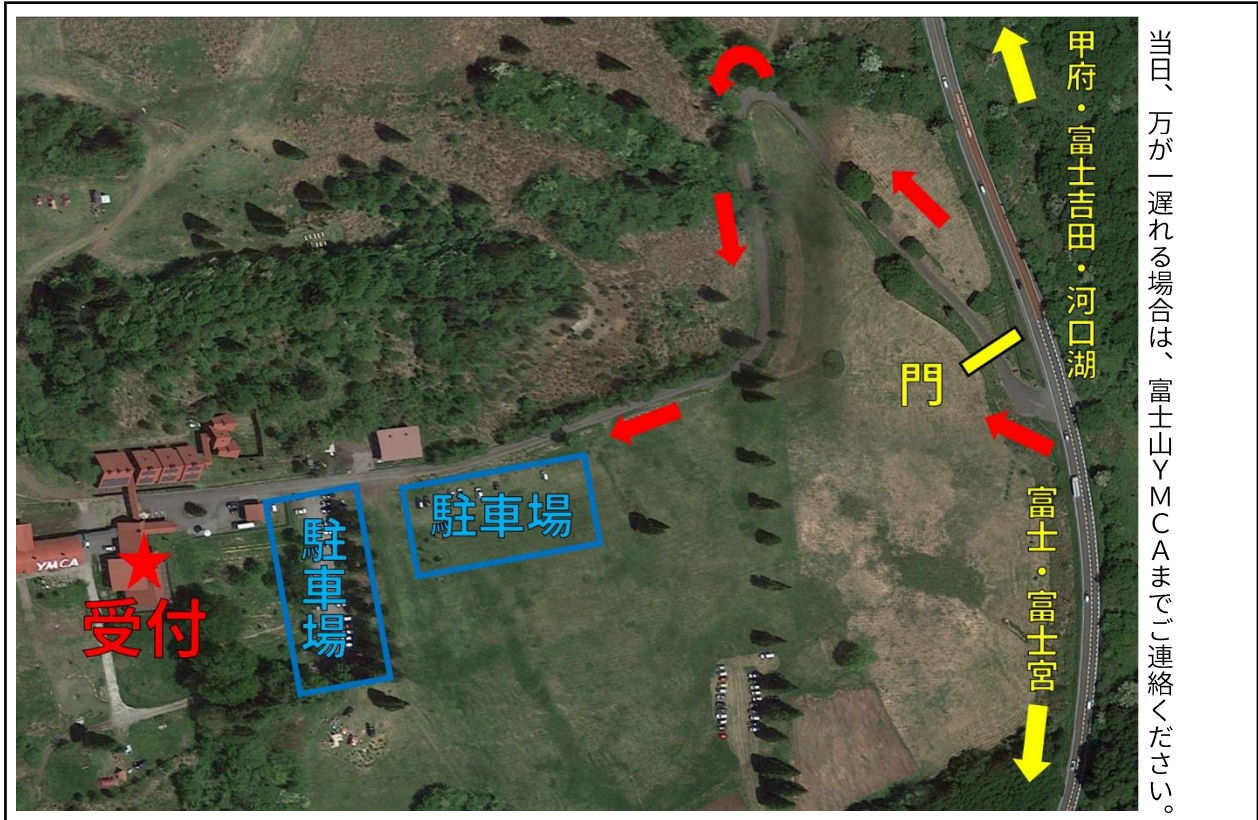 当日、万が一遅れる場合は、富士山ＹＭＣＡまでご連絡ください。
甲府・富士吉田・河口湖
門
富士・富士宮
駐車場
駐車場
受付
YMCA